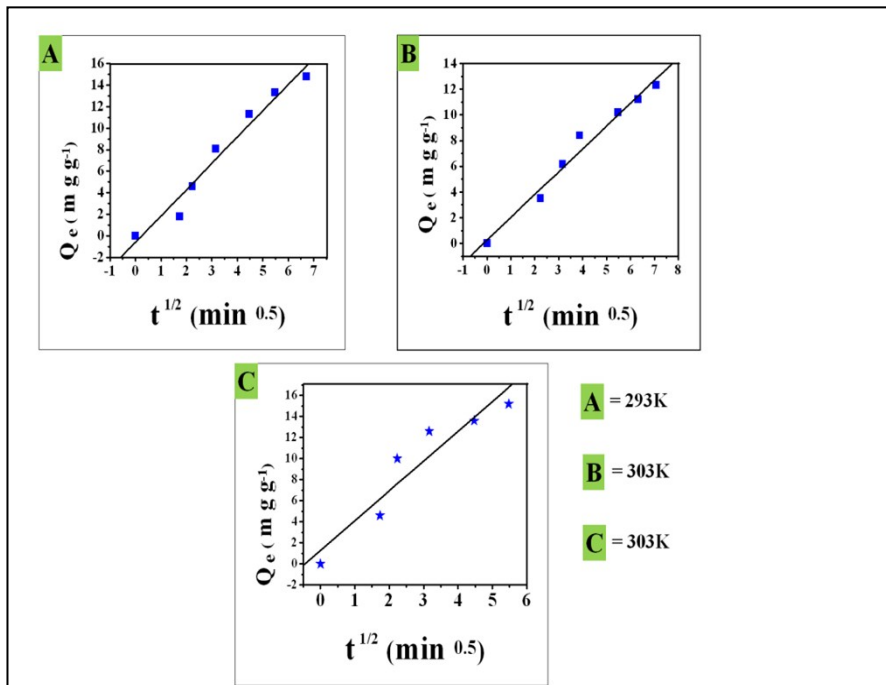 A
16
14
12
10
8
6
4
2
0
-2
-1 0 1 2 3 4 5 6 7
Q e ( m g g-1)
t 1/2 (min 0.5)
B
14
12
10
8
6
4
2
0
-1 0 1 2 3 4 5 6 7 8
Q e ( m g g-1)
t 1/2 (min 0.5)
C
16
14
12
10
8
6
4
2
0
-2
0 1 2 3 4 5 6
Q e ( m g g-1)
t 1/2 (min 0.5)
A = 293K
B = 303K
C = 303K